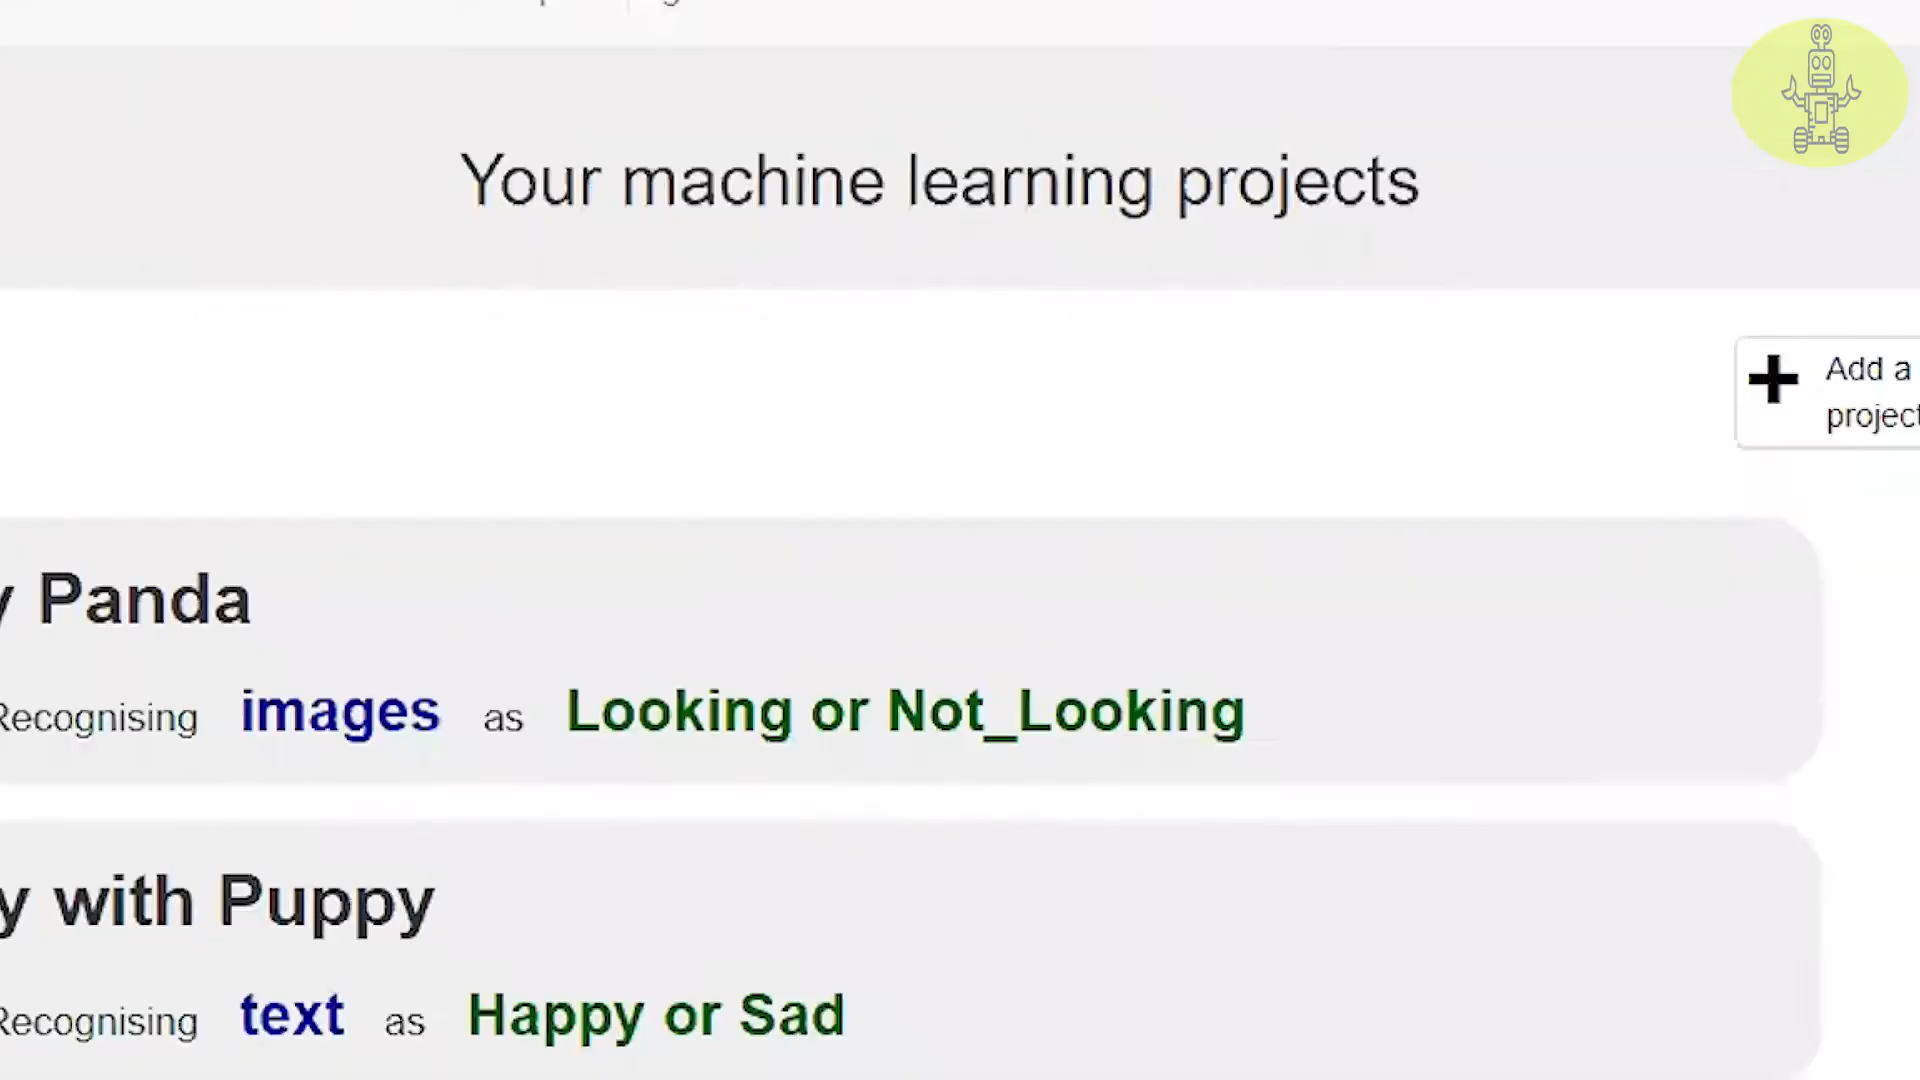 Your machine learning projects
Add a
project
y Panda
Recognising images as Looking or Not_Looking
y with Puppy
Recognising text as Happy or Sad